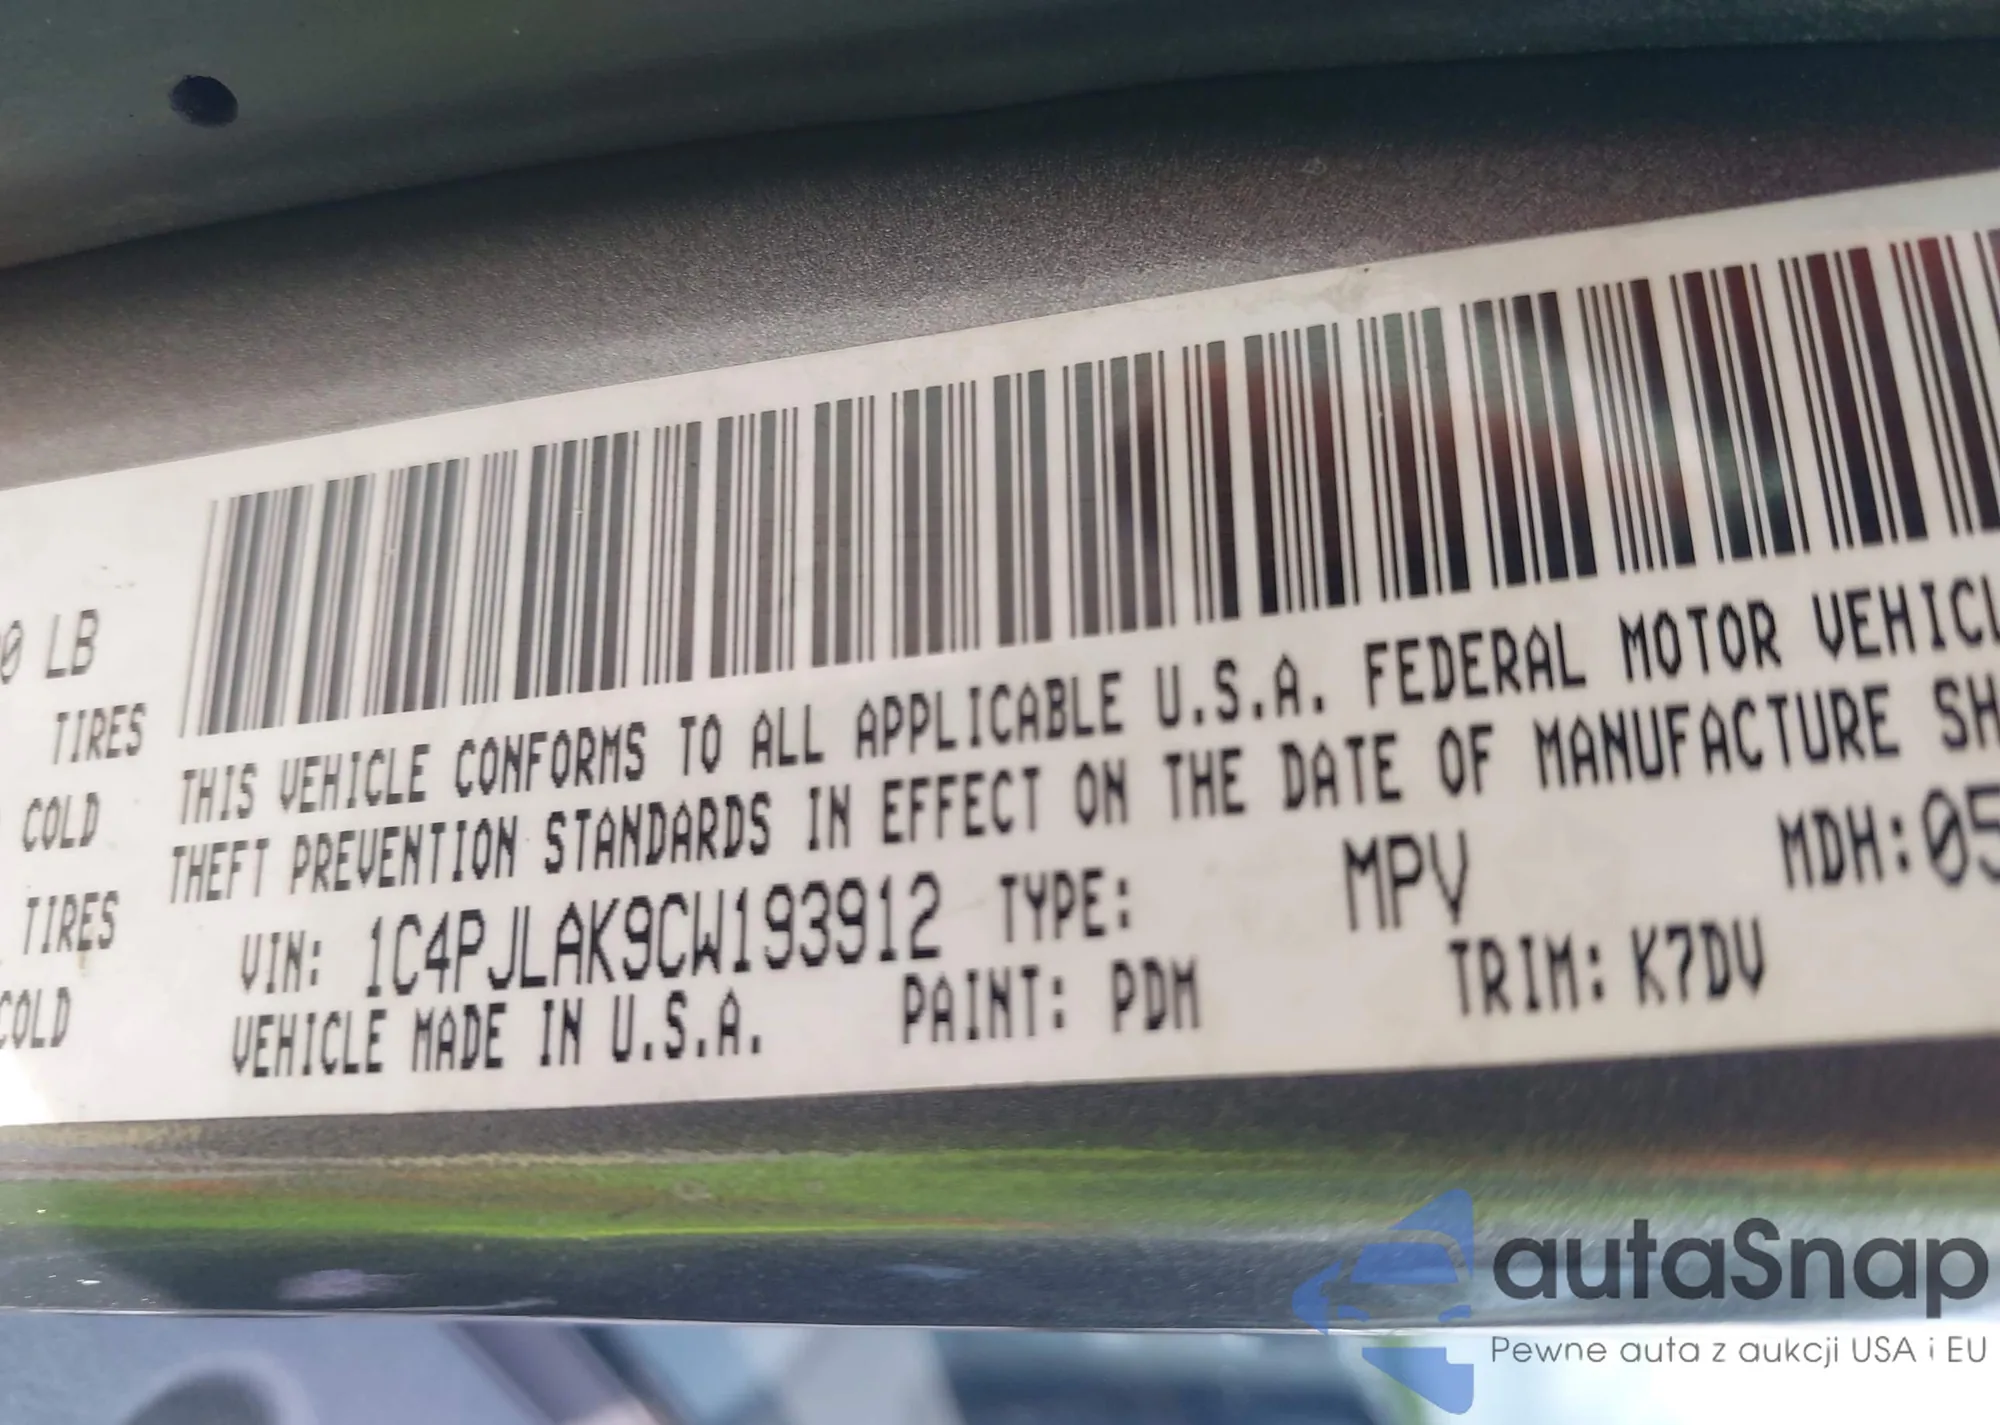 00 LB
TIRES
COLD
TIRES
COLD
THIS VEHICLE CONFORMS TO ALL APPLICABLE U.S.A. FEDERAL MOTOR VEHICL
THEFT PREVENTION STANDARDS IN EFFECT ON THE DATE OF MANUFACTURE SH
VIN: 1C4PJLAK9CW193912 TYPE: MPV MDH:05
VEHICLE MADE IN U.S.A. PAINT: PDM TRIM: K7DV
autaSnap
Pewne auta z aukcji USA i EU